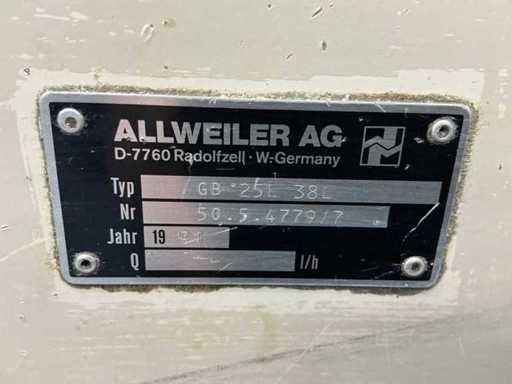 ALLWEILER AG
D-7760 Radolfzell · W.-Germany
Typ GB 25L 38L
Nr 50.5.4779/7
Jahr 19
Q l/h